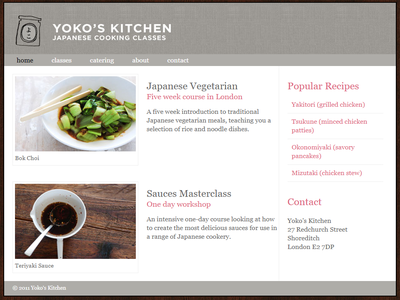 YOKO'S KITCHEN
JAPANESE COOKING CLASSES
home classes catering about contact
Bok Choi
Japanese Vegetarian
Five week course in London
A five week introduction to traditional
Japanese vegetarian meals, teaching you a
selection of rice and noodle dishes.
Teriyaki Sauce
Sauces Masterclass
One day workshop
An intensive one-day course looking at how
to create the most delicious sauces for use in
a range of Japanese cookery.
Popular Recipes
Yakitori (grilled chicken)
Tsukune (minced chicken
patties)
Okonomiyaki (savory
pancakes)
Mizutaki (chicken stew)
Contact
Yoko's Kitchen
27 Redchurch Street
Shoreditch
London E2 7DP
© 2011 Yoko's Kitchen